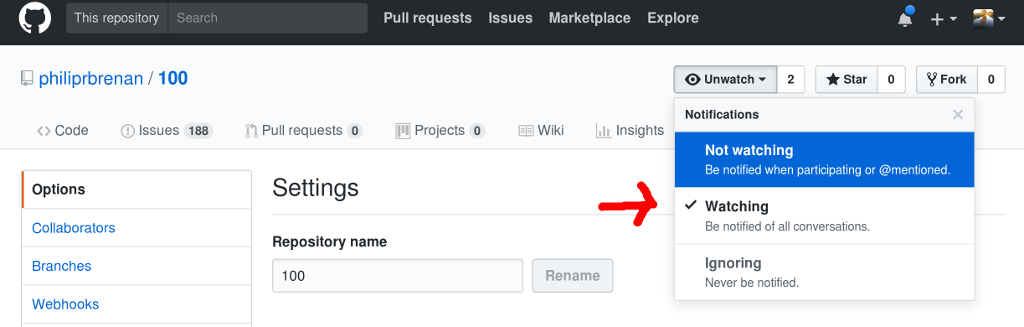 This repository Search Pull requests Issues Marketplace Explore
philiprbrenan / 100 Unwatch 2 Star 0 Fork 0
Notifications
Code Issues 188 Pull requests 0 Projects 0 Wiki Insights
Not watching
Be notified when participating or @mentioned.
Watching
Be notified of all conversations.
Ignoring
Never be notified.
Options
Collaborators
Branches
Webhooks
Settings
Repository name
100 Rename